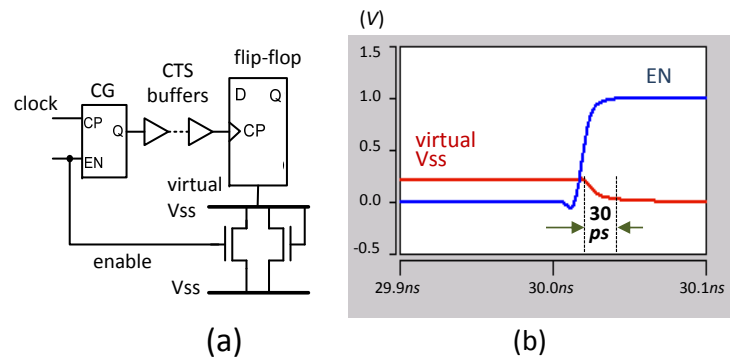 flip-flop
CTS
buffers
CG
clock
CP
Q
EN
D Q
CP
virtual
Vss
enable
Vss
(a)
(V)
1.5
1.0
0.5
0.0
-0.5
EN
virtual
Vss
30
ps
29.9ns 30.0ns 30.1ns
(b)